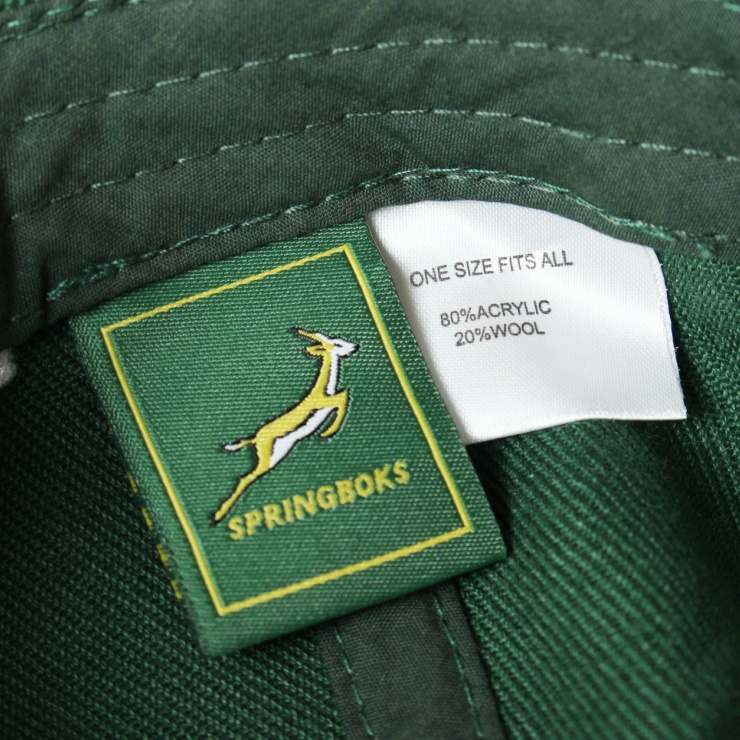 SPRINGBOKS
ONE SIZE FITS ALL
80%ACRYLIC
20%WOOL